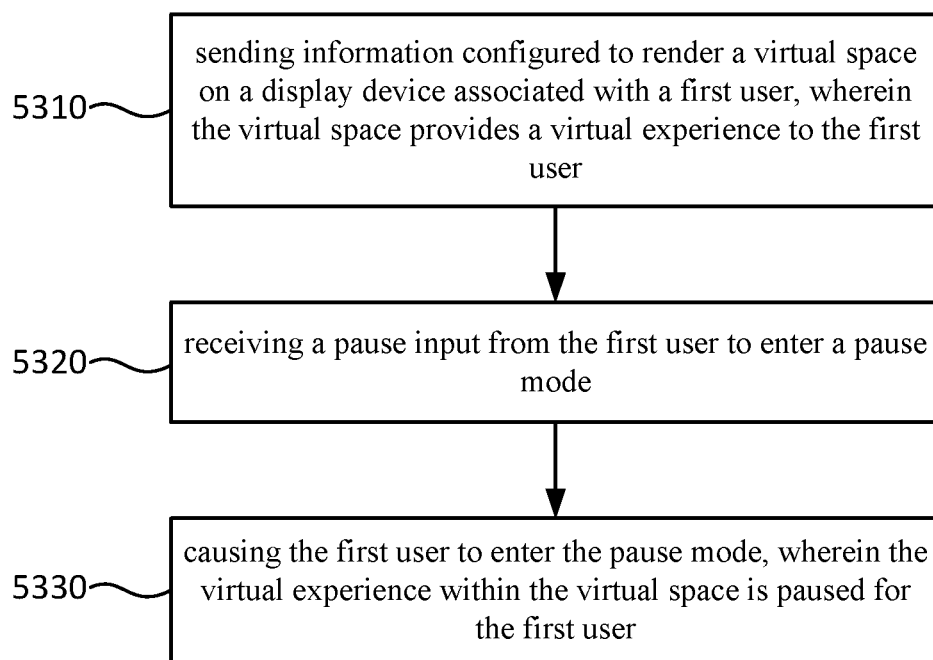 sending information configured to render a virtual space
on a display device associated with a first user, wherein
5310
the virtual space provides a virtual experience to the first
user
receiving a pause input from the first user to enter a pause
5320
mode
causing the first user to enter the pause mode, wherein the
5330
virtual experience within the virtual space is paused for
the first user